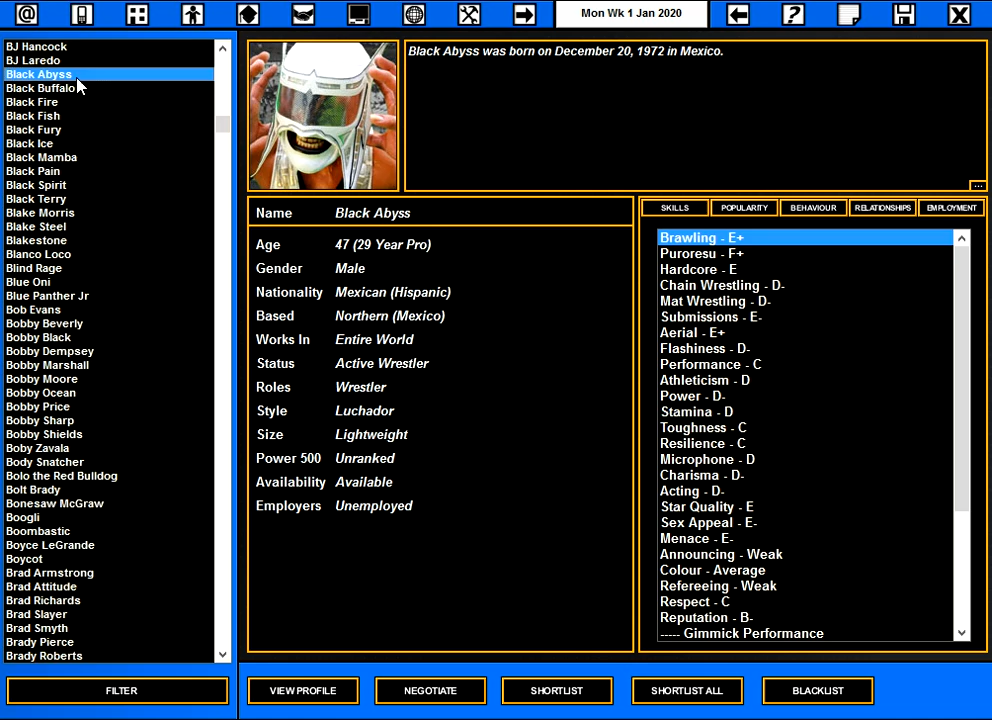 Mon Wk 1 Jan 2020
BJ Hancock
BJ Laredo
Black Abyss
Black Buffalo
Black Fire
Black Fish
Black Fury
Black Ice
Black Mamba
Black Pain
Black Spirit
Black Terry
Blake Morris
Blake Steel
Blakestone
Blanco Loco
Blind Rage
Blue Oni
Blue Panther Jr
Bob Evans
Bobby Beverly
Bobby Black
Bobby Dempsey
Bobby Marshall
Bobby Moore
Bobby Ocean
Bobby Price
Bobby Sharp
Bobby Shields
Boby Zavala
Body Snatcher
Bolo the Red Bulldog
Bolt Brady
Bonesaw McGraw
Boogli
Boombastic
Boyce LeGrande
Boycot
Brad Armstrong
Brad Attitude
Brad Richards
Brad Slayer
Brad Smyth
Brady Pierce
Brady Roberts
FILTER
Black Abyss was born on December 20, 1972 in Mexico.
...
Name Black Abyss
Age 47 (29 Year Pro)
Gender Male
Nationality Mexican (Hispanic)
Based Northern (Mexico)
Works In Entire World
Status Active Wrestler
Roles Wrestler
Style Luchador
Size Lightweight
Power 500 Unranked
Availability Available
Employers Unemployed
SKILLS POPULARITY BEHAVIOUR RELATIONSHIPS EMPLOYMENT
Brawling - E+
Puroresu - F+
Hardcore - E
Chain Wrestling - D-
Mat Wrestling - D-
Submissions - E-
Aerial - E+
Flashiness - D-
Performance - C
Athleticism - D
Power - D-
Stamina - D
Toughness - C
Resilience - C
Microphone - D
Charisma - D-
Acting - D-
Star Quality - E
Sex Appeal - E-
Menace - E-
Announcing - Weak
Colour - Average
Refereeing - Weak
Respect - C
Reputation - B-
----- Gimmick Performance
VIEW PROFILE NEGOTIATE SHORTLIST SHORTLIST ALL BLACKLIST